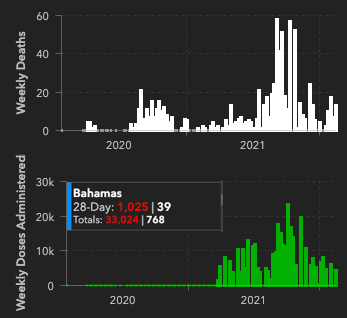 Weekly Deaths
60
40
20
0
2020 2021
Weekly Doses Administered
30k
20k
10k
0
Bahamas
28-Day: 1,025 | 39
Totals: 33,024 | 768
2020 2021